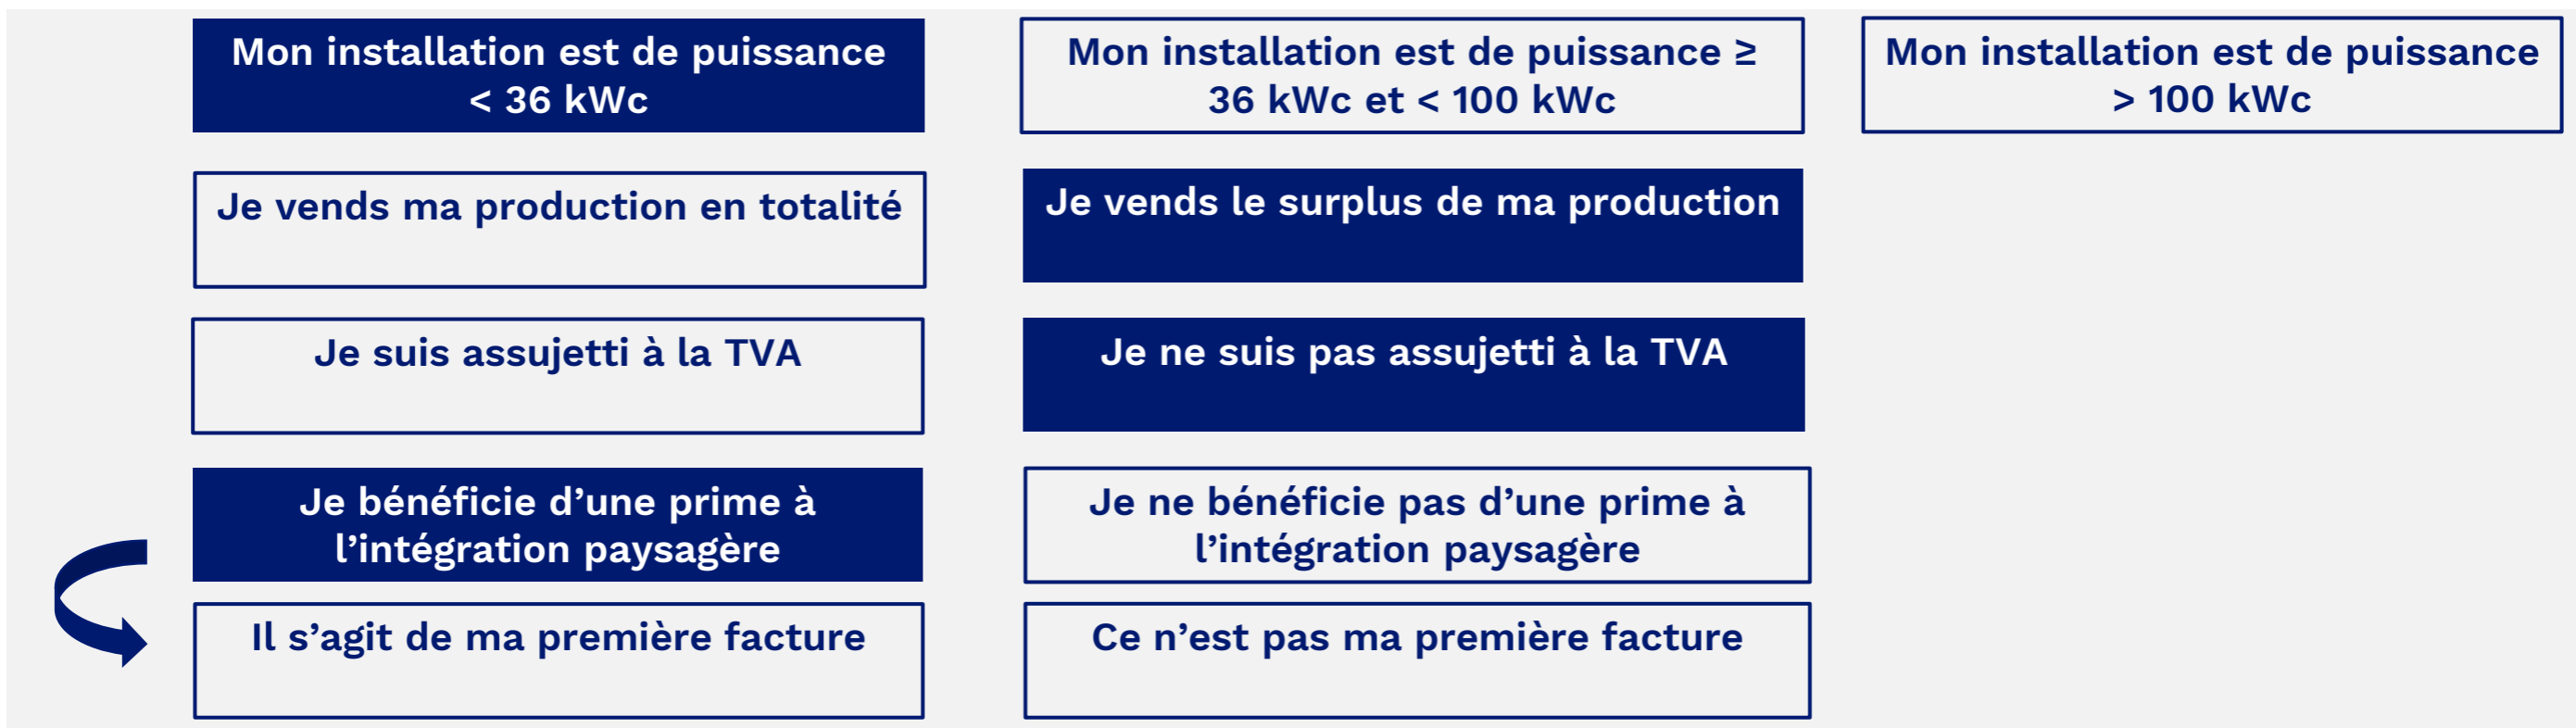 Mon installation est de puissance
< 36 kWc
Mon installation est de puissance ≥
36 kWc et < 100 kWc
Mon installation est de puissance
> 100 kWc
Je vends ma production en totalité
Je vends le surplus de ma production
Je suis assujetti à la TVA
Je ne suis pas assujetti à la TVA
Je bénéficie d’une prime à
l’intégration paysagère
Je ne bénéficie pas d’une prime à
l’intégration paysagère
Il s’agit de ma première facture
Ce n’est pas ma première facture